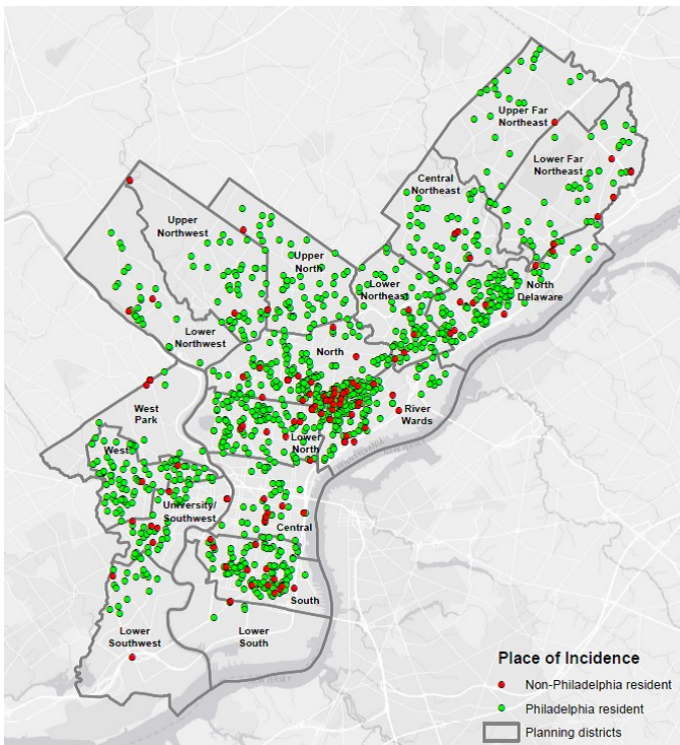 Upper Far
Northeast
Lower Far
Northeast
Central
Northeast
Upper
Northwest
Upper
North
Lower
Northeast
North
Delaware
Lower
Northwest
North
West
Park
River
Wards
Lower
North
West
University/
Southwest
Central
South
Lower
Southwest
Lower
South
Place of Incidence
Non-Philadelphia resident
Philadelphia resident
Planning districts